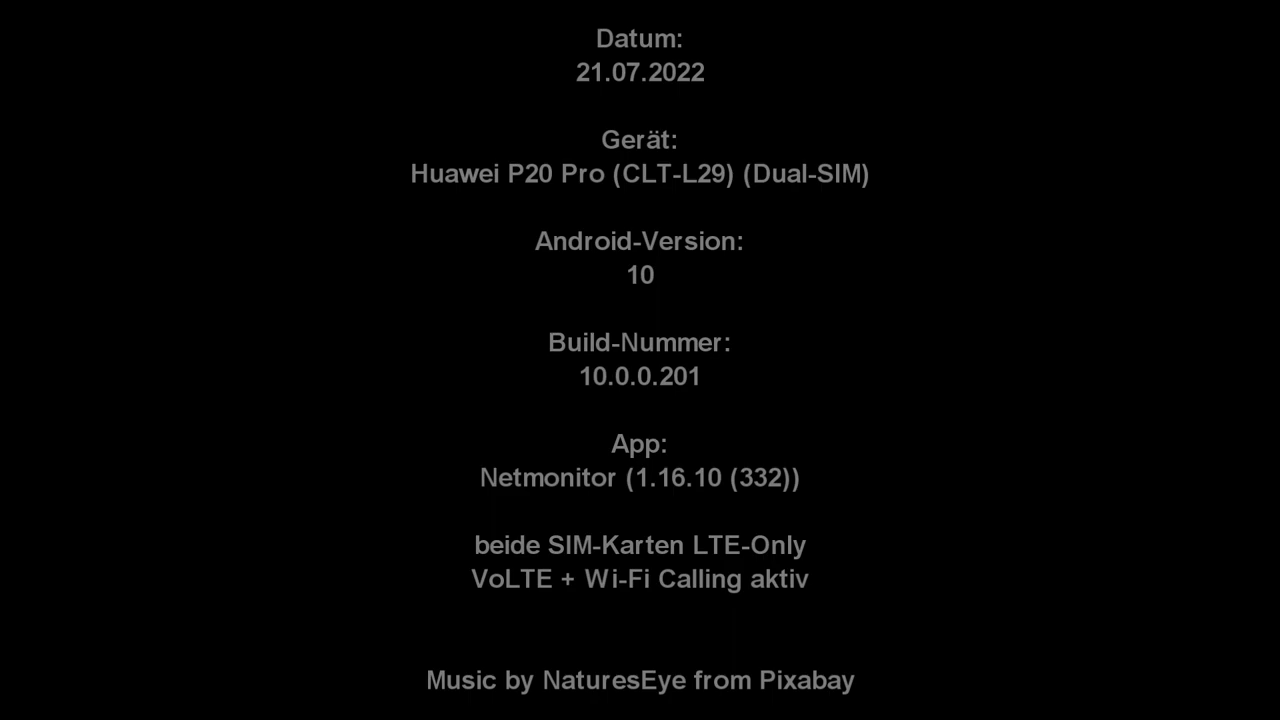 Datum:
21.07.2022
Gerät:
Huawei P20 Pro (CLT-L29) (Dual-SIM)
Android-Version:
10
Build-Nummer:
10.0.0.201
App:
Netmonitor (1.16.10 (332))
beide SIM-Karten LTE-Only
VoLTE + Wi-Fi Calling aktiv
Music by NaturesEye from Pixabay